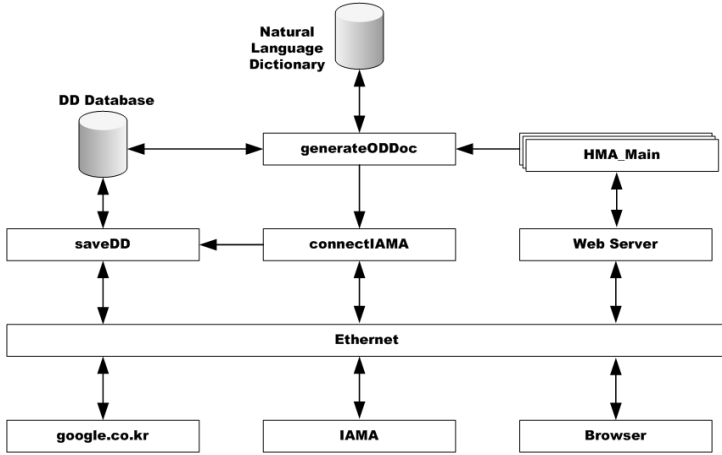 Natural
Language
Dictionary
DD Database
generateODDoc
HMA_Main
saveDD
connectIAMA
Web Server
Ethernet
google.co.kr
IAMA
Browser